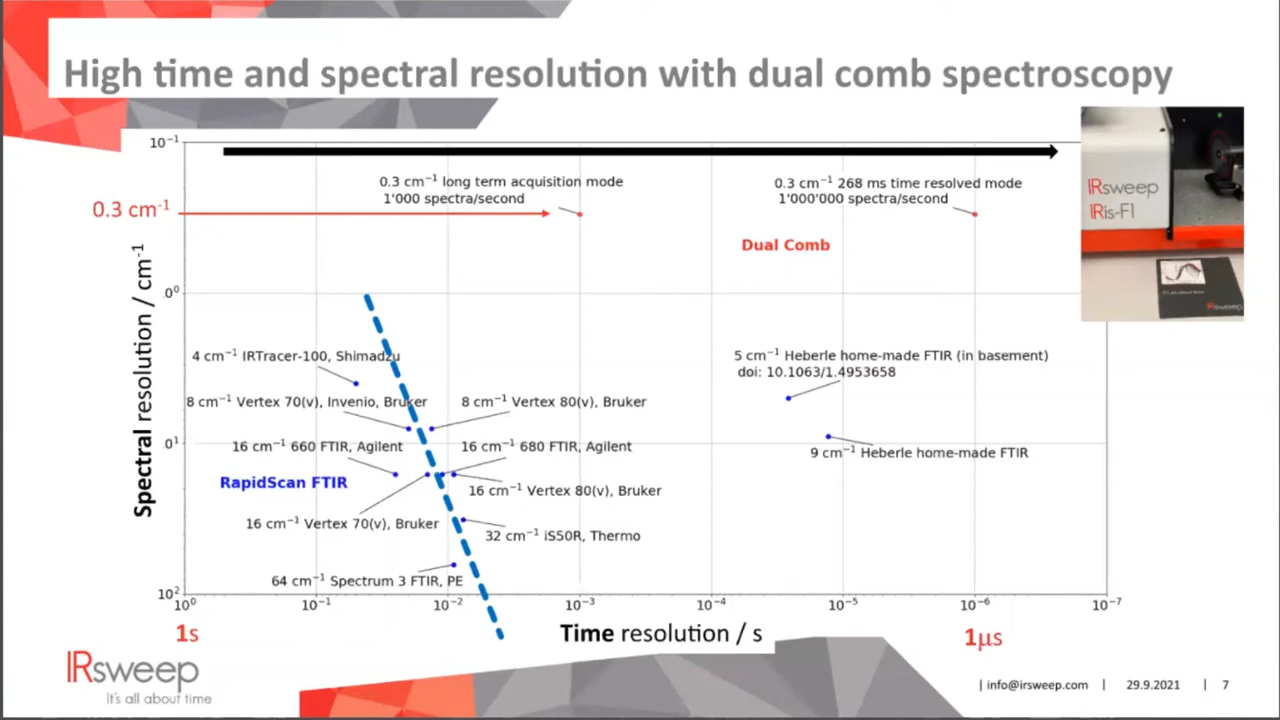 High time and spectral resolution with dual comb spectroscopy
10⁻¹
0.3 cm⁻¹ long term acquisition mode
1'000 spectra/second
0.3 cm⁻¹ 268 ms time resolved mode
1'000'000 spectra/second
IRsweep
IRis-F1
0.3 cm⁻¹
Dual Comb
Spectral resolution / cm⁻¹
.0⁰
IRsweep
4 cm⁻¹ IRTracer-100, Shimadzu
5 cm⁻¹ Heberle home-made FTIR (in basement)
doi: 10.1063/1.4953658
8 cm⁻¹ Vertex 70(v), Invenio, Bruker
8 cm⁻¹ Vertex 80(v), Bruker
0¹
16 cm⁻¹ 660 FTIR, Agilent
16 cm⁻¹ 680 FTIR, Agilent
9 cm⁻¹ Heberle home-made FTIR
RapidScan FTIR
16 cm⁻¹ Vertex 80(v), Bruker
16 cm⁻¹ Vertex 70(v), Bruker
32 cm⁻¹ iS50R, Thermo
64 cm⁻¹ Spectrum 3 FTIR, PE
10²
10⁰ 10⁻¹ 10⁻² 10⁻³ 10⁻⁴ 10⁻⁵ 10⁻⁶ 10⁻⁷
1s
Time resolution / s
1µs
IRsweep
It's all about time
| info@irsweep.com | 29.9.2021 | 7